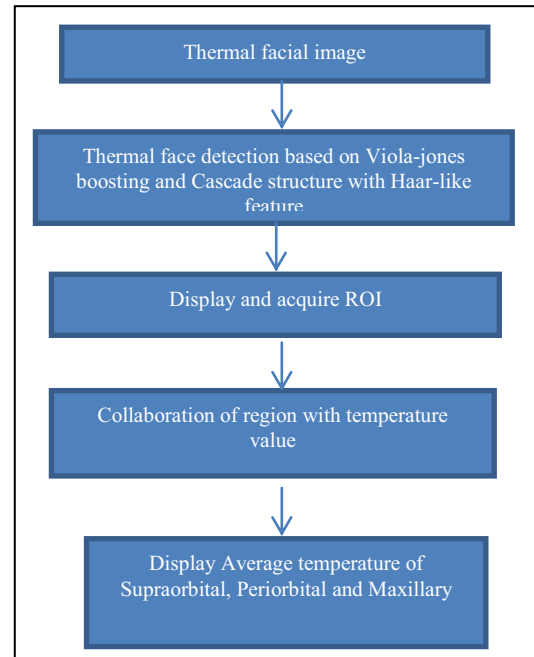 Thermal facial image
Thermal face detection based on Viola-jones
boosting and Cascade structure with Haar-like
feature
Display and acquire ROI
Collaboration of region with temperature
value
Display Average temperature of
Supraorbital, Periorbital and Maxillary